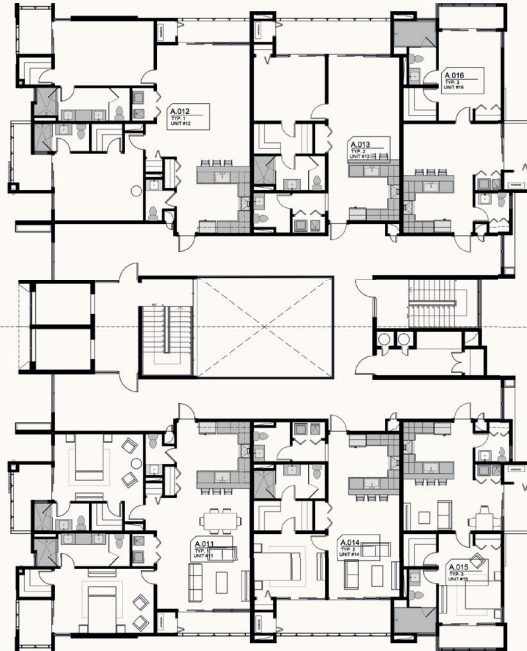 A.016
TYP. 3
UNIT #16
A.012
TYP. 1
UNIT #12
A.013
TYP. 2
UNIT #13
A.011
TYP. 1
UNIT #11
A.014
TYP. 2
UNIT #14
A.015
TYP. 3
UNIT #15